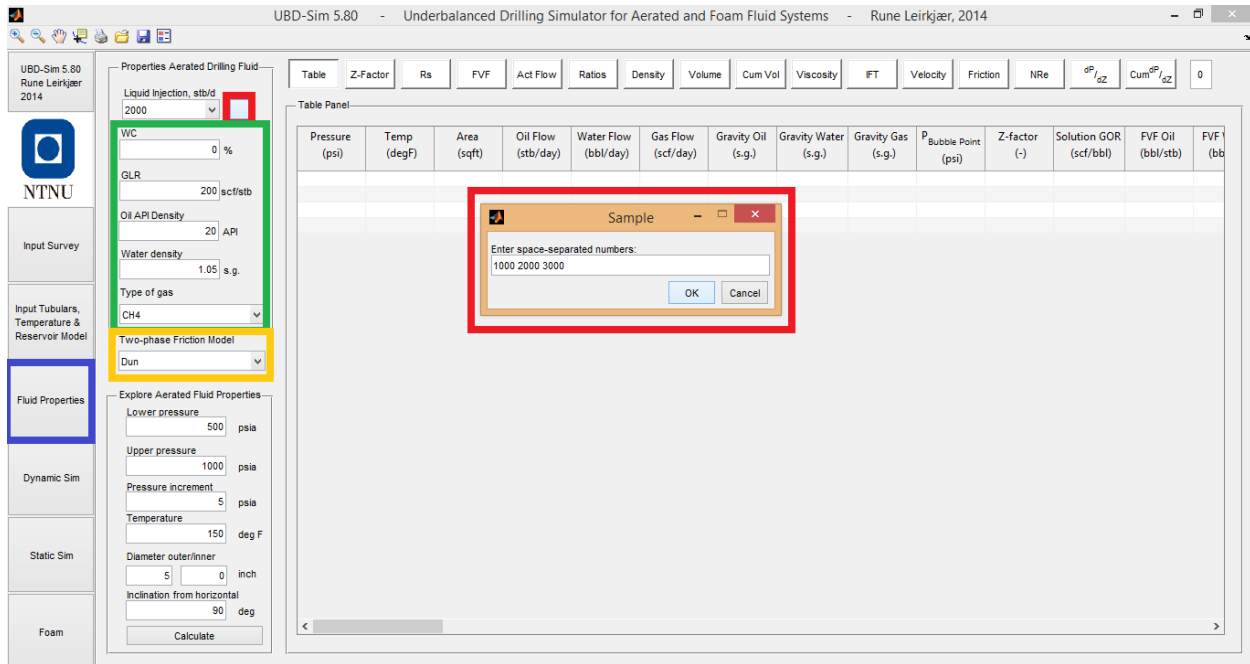 UBD-Sim 5.80 - Underbalanced Drilling Simulator for Aerated and Foam Fluid Systems - Rune Leirkjær, 2014
UBD-Sim 5.80
Rune Leirkjær
2014
NTNU
Input Survey
Input Tubulars,
Temperature &
Reservoir Model
Fluid Properties
Dynamic Sim
Static Sim
Foam
Properties Aerated Drilling Fluid
Liquid Injection, stb/d
2000
WC
0 %
GLR
200 scf/stb
Oil API Density
20 API
Water density
1.05 s.g.
Type of gas
CH4
Two-phase Friction Model
Dun
Explore Aerated Fluid Properties
Lower pressure
500 psia
Upper pressure
1000 psia
Pressure increment
5 psia
Temperature
150 deg F
Diameter outer/inner
5 0 inch
Inclination from horizontal
90 deg
Calculate
Table Z-Factor Rs FVF Act Flow Ratios Density Volume Cum Vol Viscosity IFT Velocity Friction NRe dP/dZ Cum dP/dZ 0
Table Panel
Pressure Temp Area Oil Flow Water Flow Gas Flow Gravity Oil Gravity Water Gravity Gas P Bubble Point Z-factor Solution GOR FVF Oil FVF
(psi) (degF) (sqft) (stb/day) (bbl/day) (scf/day) (s.g.) (s.g.) (s.g.) (psi) (-) (scf/bbl) (bbl/stb) (bb
Sample
Enter space-separated numbers:
1000 2000 3000
OK Cancel